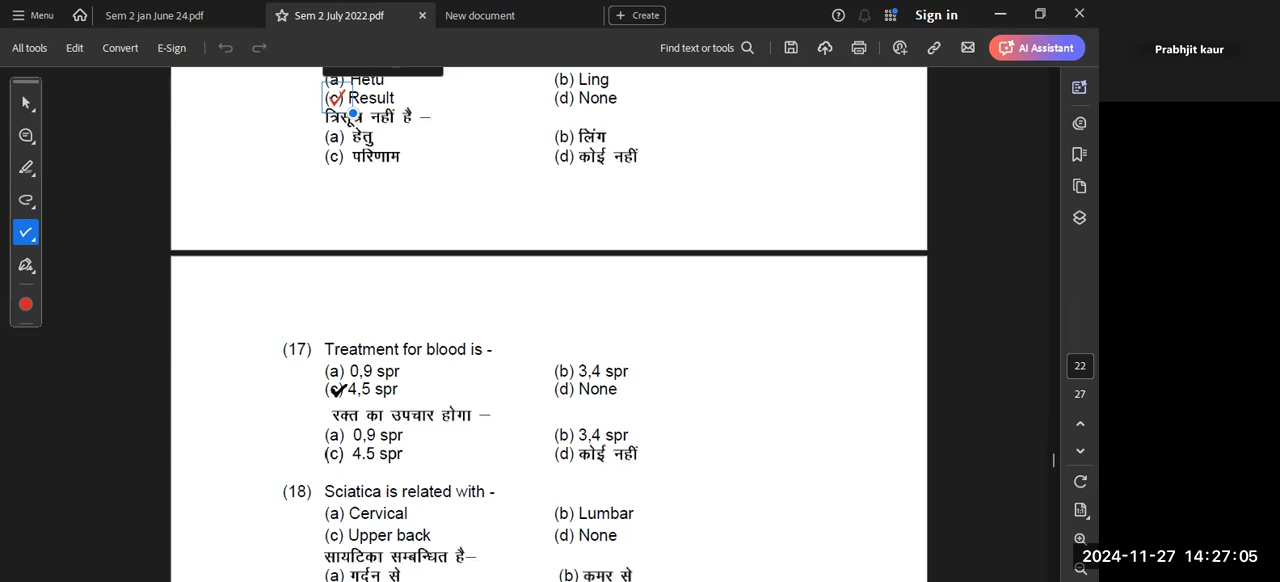 Menu
Sem 2 jan June 24.pdf
Sem 2 July 2022.pdf
New document
Create
Sign in
All tools
Edit
Convert
E-Sign
Find text or tools
AI Assistant
Prabhjit kaur
(a) Hetu (b) Ling
(c) Result (d) None
त्रिसूत्र नहीं है –
(a) हेतु (b) लिंग
(c) परिणाम (d) कोई नहीं
(17) Treatment for blood is -
(a) 0,9 spr (b) 3,4 spr
(c) 4,5 spr (d) None
रक्त का उपचार होगा –
(a) 0,9 spr (b) 3,4 spr
(c) 4.5 spr (d) कोई नहीं
(18) Sciatica is related with -
(a) Cervical (b) Lumbar
(c) Upper back (d) None
सायटिका सम्बन्धित है–
(a) गर्दन से (b) कमर से
22
27
2024-11-27 14:27:05